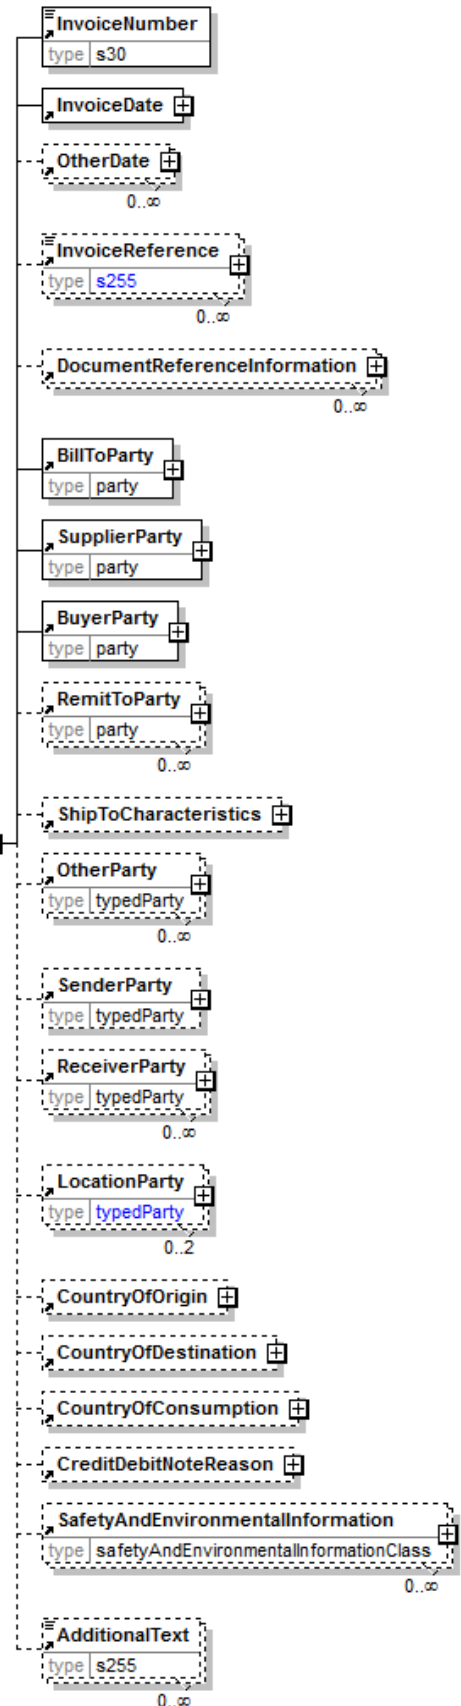 InvoiceNumber
type s30
InvoiceDate
OtherDate
0..∞
InvoiceReference
type s255
0..∞
DocumentReferenceInformation
0..∞
BillToParty
type party
SupplierParty
type party
BuyerParty
type party
RemitToParty
type party
0..∞
ShipToCharacteristics
OtherParty
type typedParty
0..∞
SenderParty
type typedParty
ReceiverParty
type typedParty
0..∞
LocationParty
type typedParty
0..2
CountryOfOrigin
CountryOfDestination
CountryOfConsumption
CreditDebitNoteReason
SafetyAndEnvironmentalInformation
type safetyAndEnvironmentalInformationClass
0..∞
AdditionalText
type s255
0..∞